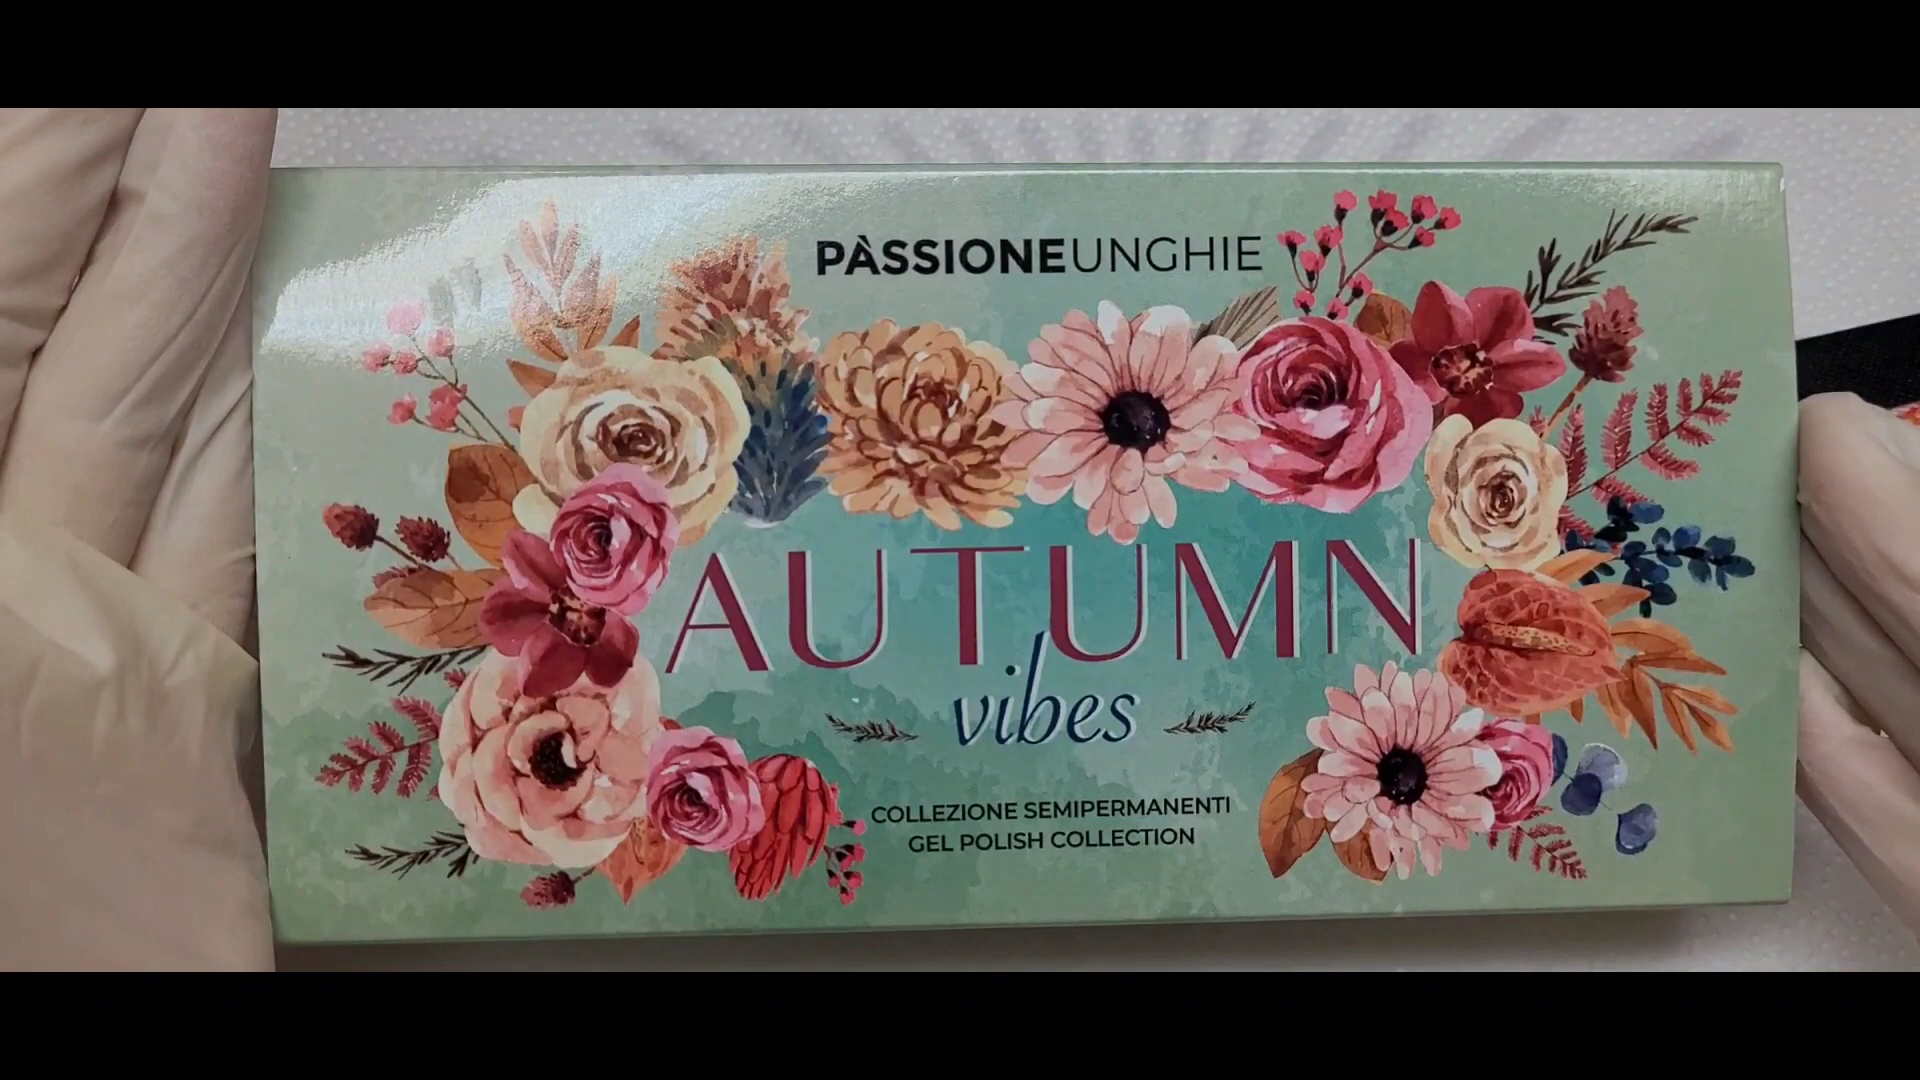 PÀSSIONEUNGHIE
AUTUMN
vibes
COLLEZIONE SEMIPERMANENTI
GEL POLISH COLLECTION